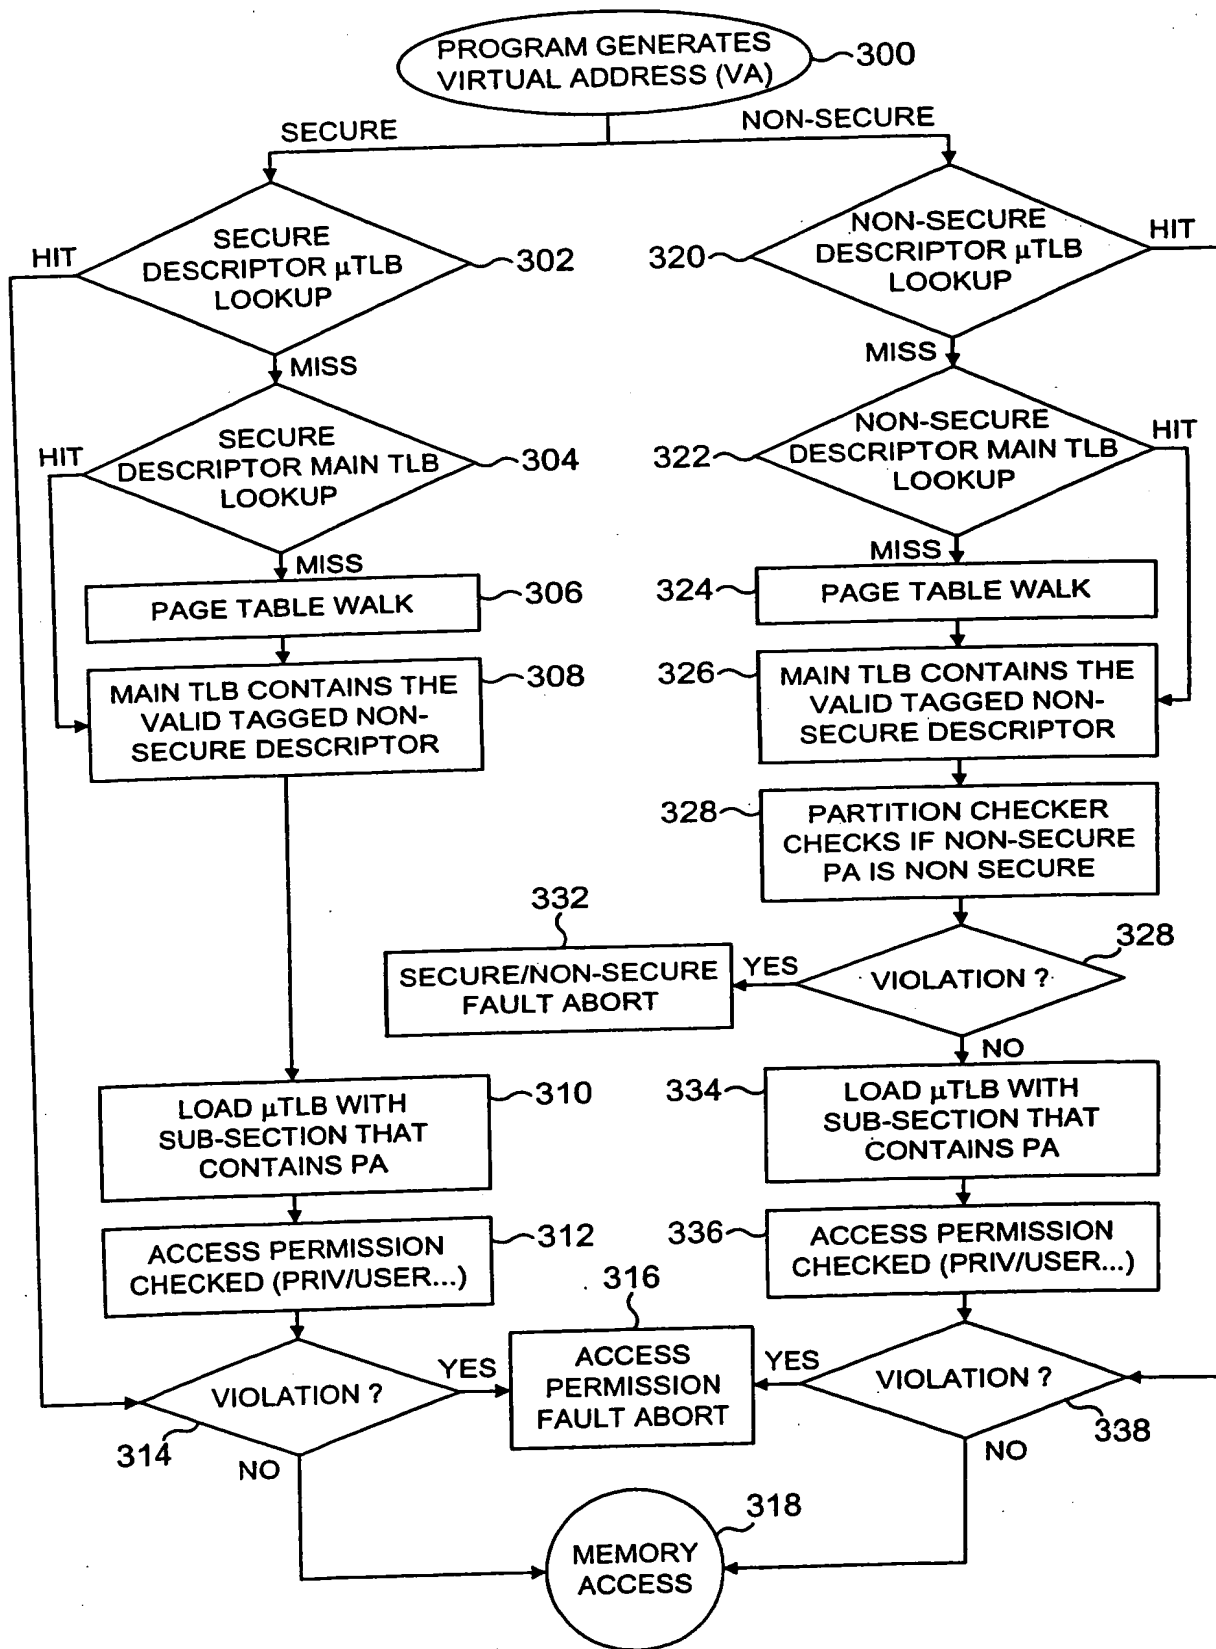 PROGRAM GENERATES
VIRTUAL ADDRESS (VA)
300
SECURE
NON-SECURE
HIT
SECURE
DESCRIPTOR µTLB
LOOKUP
302
320
NON-SECURE
DESCRIPTOR µTLB
LOOKUP
HIT
MISS
MISS
HIT
SECURE
DESCRIPTOR MAIN TLB
LOOKUP
304
322
NON-SECURE
DESCRIPTOR MAIN TLB
LOOKUP
HIT
MISS
MISS
PAGE TABLE WALK
306
324
PAGE TABLE WALK
MAIN TLB CONTAINS THE
VALID TAGGED NON-
SECURE DESCRIPTOR
308
326
MAIN TLB CONTAINS THE
VALID TAGGED NON-
SECURE DESCRIPTOR
328
PARTITION CHECKER
CHECKS IF NON-SECURE
PA IS NON SECURE
332
SECURE/NON-SECURE
FAULT ABORT
YES
VIOLATION ?
328
NO
LOAD µTLB WITH
SUB-SECTION THAT
CONTAINS PA
310
334
LOAD µTLB WITH
SUB-SECTION THAT
CONTAINS PA
ACCESS PERMISSION
CHECKED (PRIV/USER...)
312
336
ACCESS PERMISSION
CHECKED (PRIV/USER...)
316
VIOLATION ?
YES
ACCESS
PERMISSION
FAULT ABORT
YES
VIOLATION ?
314
NO
NO
338
318
MEMORY
ACCESS